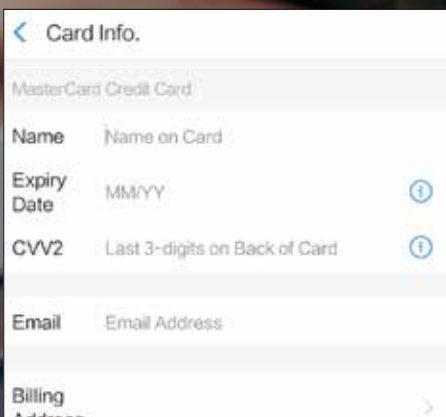 Card Info.
MasterCard Credit Card
Name Name on Card
Expiry
Date MM/YY
CVV2 Last 3-digits on Back of Card
Email Email Address
Billing
Address